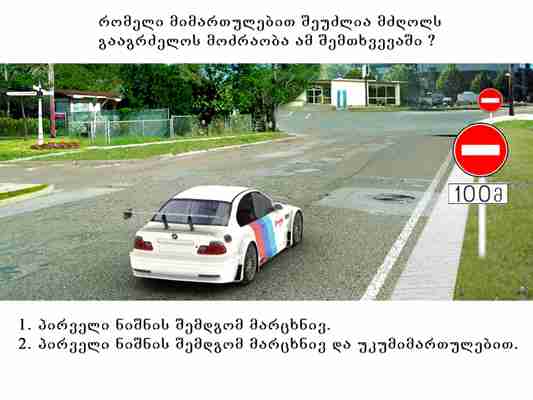 რომელი მიმართულებით შეუძლია მძღოლს
გააგრძელოს მოძრაობა ამ შემთხვევაში ?
100მ
1. პირველი ნიშნის შემდგომ მარცხნივ.
2. პირველი ნიშნის შემდგომ მარცხნივ და უკუმიმართულებით.